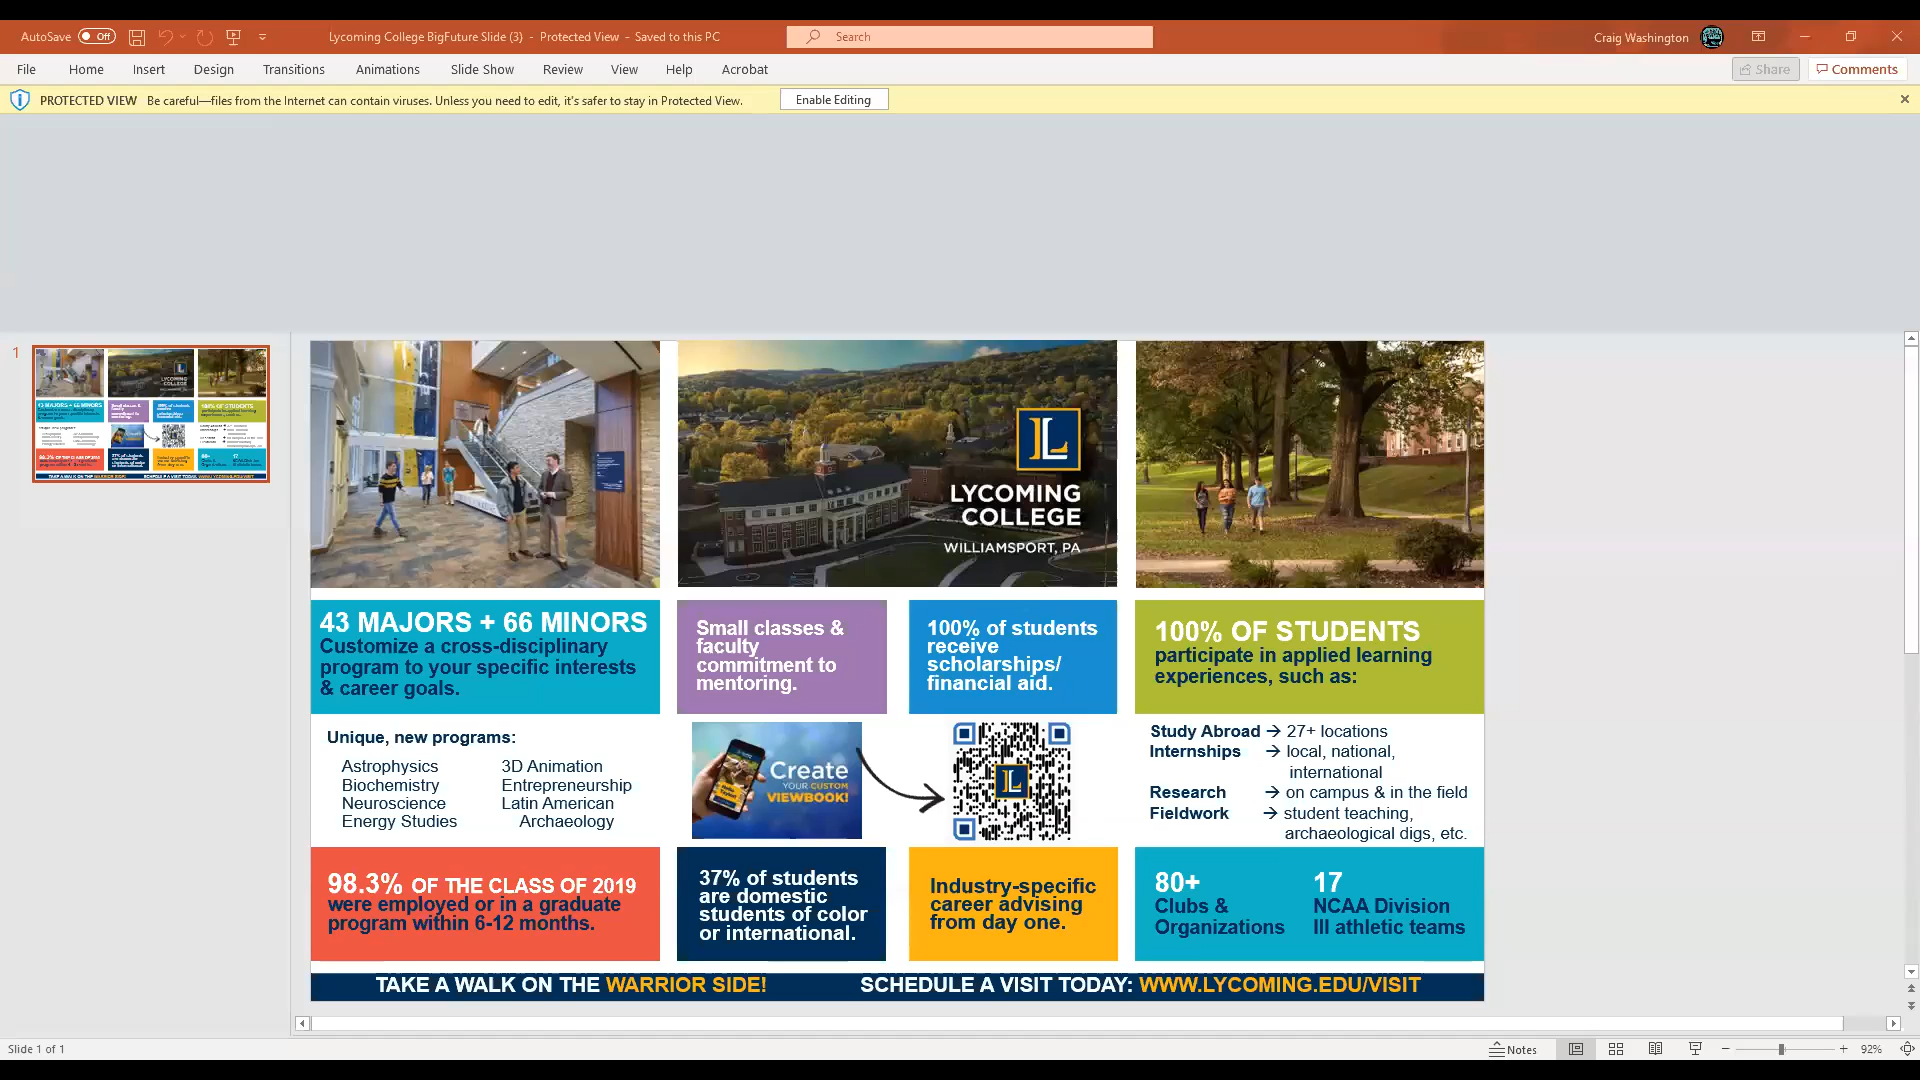 AutoSave Off
Lycoming College BigFuture Slide (3) - Protected View - Saved to this PC
Search
Craig Washington
File Home Insert Design Transitions Animations Slide Show Review View Help Acrobat
Share Comments
PROTECTED VIEW Be careful—files from the Internet can contain viruses. Unless you need to edit, it's safer to stay in Protected View.
Enable Editing
1
L
LYCOMING
COLLEGE
WILLIAMSPORT, PA
43 MAJORS + 66 MINORS
Customize a cross-disciplinary
program to your specific interests
& career goals.
Small classes &
faculty
commitment to
mentoring.
100% of students
receive
scholarships/
financial aid.
100% OF STUDENTS
participate in applied learning
experiences, such as:
Unique, new programs:
Astrophysics
Biochemistry
Neuroscience
Energy Studies
3D Animation
Entrepreneurship
Latin American
Archaeology
Create
YOUR CUSTOM
VIEWBOOK!
L
Study Abroad → 27+ locations
Internships → local, national,
international
Research → on campus & in the field
Fieldwork → student teaching,
archaeological digs, etc.
98.3% OF THE CLASS OF 2019
were employed or in a graduate
program within 6-12 months.
37% of students
are domestic
students of color
or international.
Industry-specific
career advising
from day one.
80+
Clubs &
Organizations
17
NCAA Division
III athletic teams
TAKE A WALK ON THE WARRIOR SIDE! SCHEDULE A VISIT TODAY: WWW.LYCOMING.EDU/VISIT
Slide 1 of 1
Notes
92%